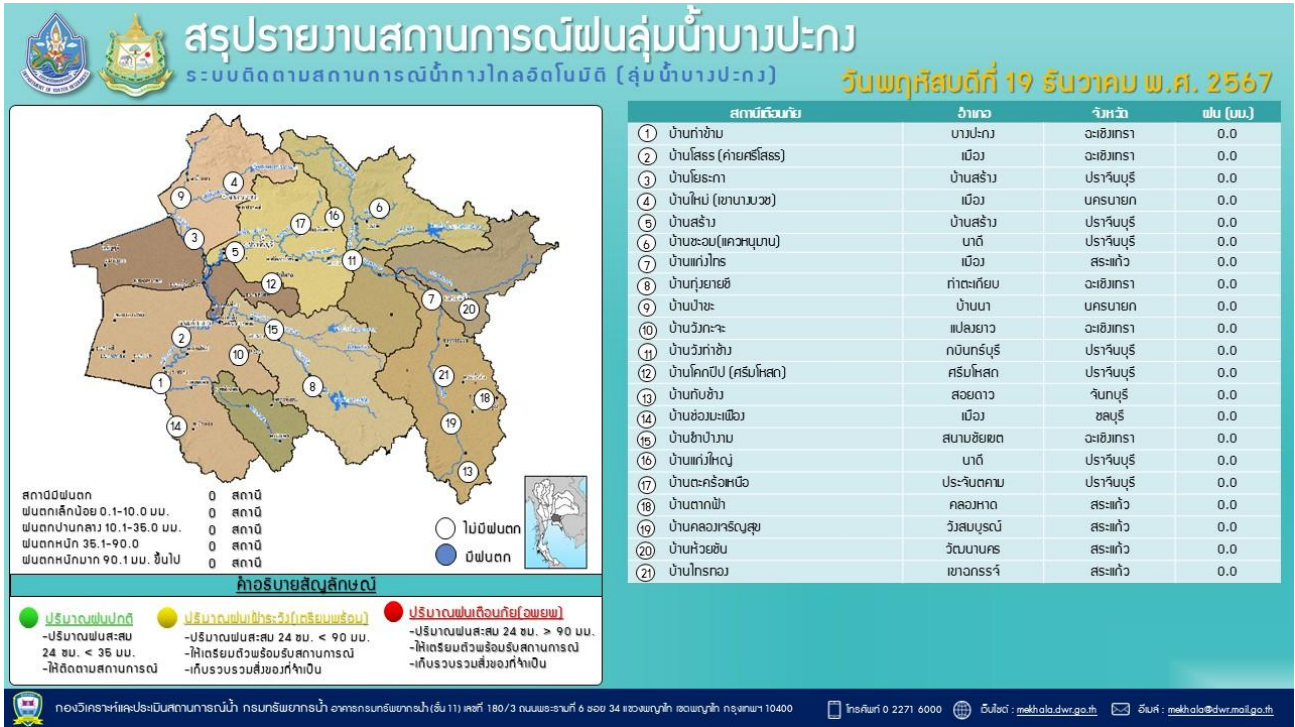 สรุปรายงานสถานการณ์ฝนลุ่มน้ำบางปะกง
ระบบติดตามสถานการณ์น้ำทางไกลอัตโนมัติ (ลุ่มน้ำบางปะกง)
วันพฤหัสบดีที่ 19 ธันวาคม พ.ศ. 2567
สถานีเตือนภัย อำเภอ จังหวัด ฝน (มม.)
1 บ้านท่าข้าม บางปะกง ฉะเชิงเทรา 0.0
2 บ้านโสธร (ค่ายศรีโสธร) เมือง ฉะเชิงเทรา 0.0
3 บ้านโยธะกา บ้านสร้าง ปราจีนบุรี 0.0
4 บ้านใหม่ (เขานางบวช) เมือง นครนายก 0.0
5 บ้านสร้าง บ้านสร้าง ปราจีนบุรี 0.0
6 บ้านชะอม(แควหนุมาน) นาดี ปราจีนบุรี 0.0
7 บ้านแก่งไทร เมือง สระแก้ว 0.0
8 บ้านทุ่งยายชี ท่าตะเกียบ ฉะเชิงเทรา 0.0
9 บ้านป่าขะ บ้านนา นครนายก 0.0
10 บ้านวังกะจะ แปลงยาว ฉะเชิงเทรา 0.0
11 บ้านวังท่าช้าง กบินทร์บุรี ปราจีนบุรี 0.0
12 บ้านโคกปีป (ศรีมโหสถ) ศรีมโหสถ ปราจีนบุรี 0.0
13 บ้านทับช้าง สอยดาว จันทบุรี 0.0
14 บ้านช่องมะเฟือง เมือง ชลบุรี 0.0
15 บ้านชำป่างาม สนามชัยเขต ฉะเชิงเทรา 0.0
16 บ้านแก่งใหญ่ นาดี ปราจีนบุรี 0.0
17 บ้านตะคร้อเหนือ ประจันตคาม ปราจีนบุรี 0.0
18 บ้านตากฟ้า คลองหาด สระแก้ว 0.0
19 บ้านคลองเจริญสุข วังสมบูรณ์ สระแก้ว 0.0
20 บ้านห้วยชัน วัฒนานคร สระแก้ว 0.0
21 บ้านไทรทอง เขาฉกรรจ์ สระแก้ว 0.0
สถานีมีฝนตก 0 สถานี
ฝนตกเล็กน้อย 0.1-10.0 มม. 0 สถานี
ฝนตกปานกลาง 10.1-35.0 มม. 0 สถานี
ฝนตกหนัก 35.1-90.0 0 สถานี
ฝนตกหนักมาก 90.1 มม. ขึ้นไป 0 สถานี
ไม่มีฝนตก
มีฝนตก
คำอธิบายสัญลักษณ์
ปริมาณฝนปกติ
-ปริมาณฝนสะสม
24 ชม. < 35 มม.
-ให้ติดตามสถานการณ์
ปริมาณฝนเฝ้าระวัง(เตรียมพร้อม)
-ปริมาณฝนสะสม 24 ชม. < 90 มม.
-ให้เตรียมตัวพร้อมรับสถานการณ์
-เก็บรวบรวมสิ่งของที่จำเป็น
ปริมาณฝนเตือนภัย(อพยพ)
-ปริมาณฝนสะสม 24 ชม. > 90 มม.
-ให้เตรียมตัวพร้อมรับสถานการณ์
-เก็บรวบรวมสิ่งของที่จำเป็น
กองวิเคราะห์และประเมินสถานการณ์น้ำ กรมทรัพยากรน้ำ อาคารกรมทรัพยากรน้ำ(ชั้น 11) เลขที่ 180/3 ถนนพระรามที่ 6 ซอย 34 แขวงพญาไท เขตพญาไท กรุงเทพฯ 10400
โทรศัพท์ 0 2271 6000
เว็บไซต์ : mekhala.dwr.go.th
อีเมล์ : mekhala@dwr.mail.go.th